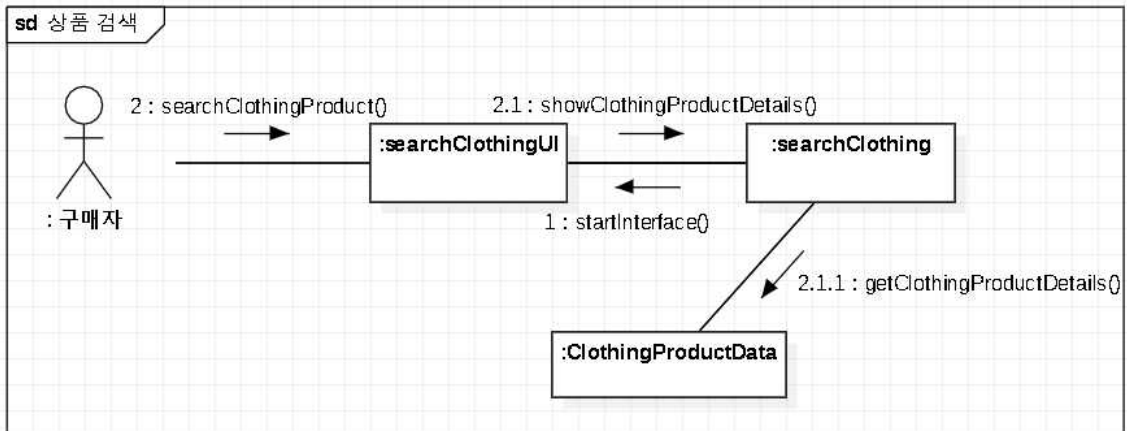 sd 상품 검색
2 : searchClothingProduct()
2.1 : showClothingProductDetails()
:searchClothingUI
:searchClothing
: 구매자
1 : startInterface()
2.1.1 : getClothingProductDetails()
:ClothingProductData